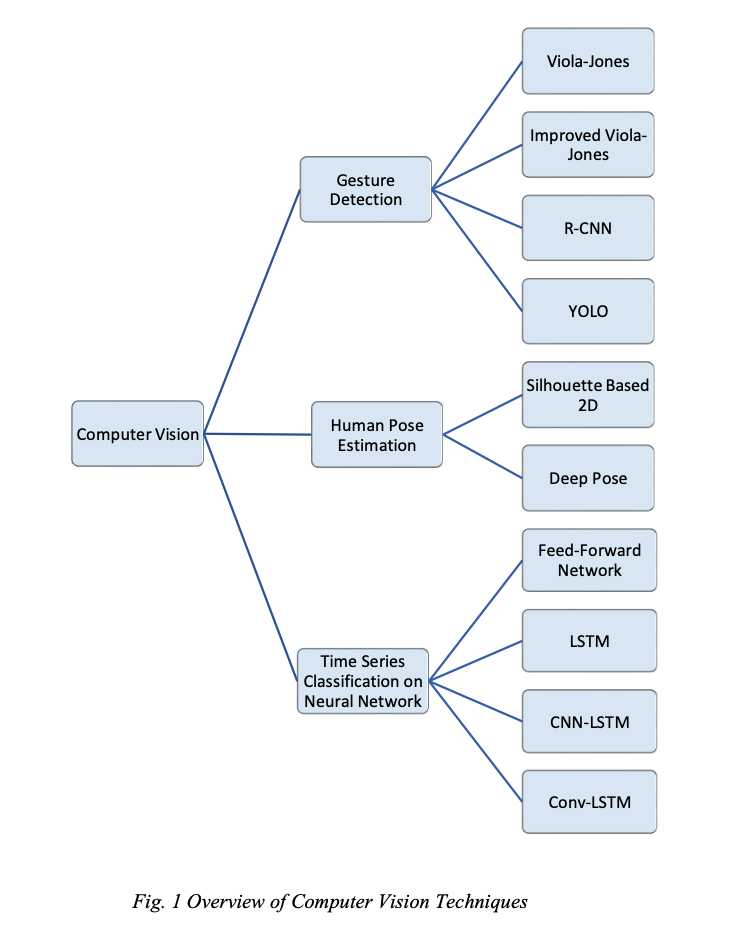 Viola-Jones
Improved Viola-
Jones
Gesture
Detection
R-CNN
YOLO
Silhouette Based
2D
Computer Vision
Human Pose
Estimation
Deep Pose
Feed-Forward
Network
LSTM
Time Series
Classification on
Neural Network
CNN-LSTM
Conv-LSTM
Fig. 1 Overview of Computer Vision Techniques